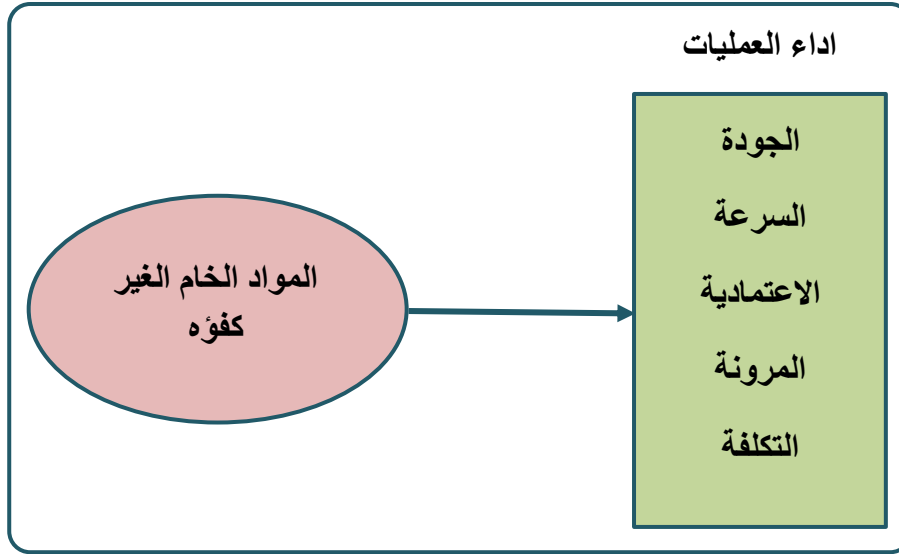 اداء العمليات
الجودة
السرعة
الاعتمادية
المرونة
التكلفة
المواد الخام الغير
كفؤه